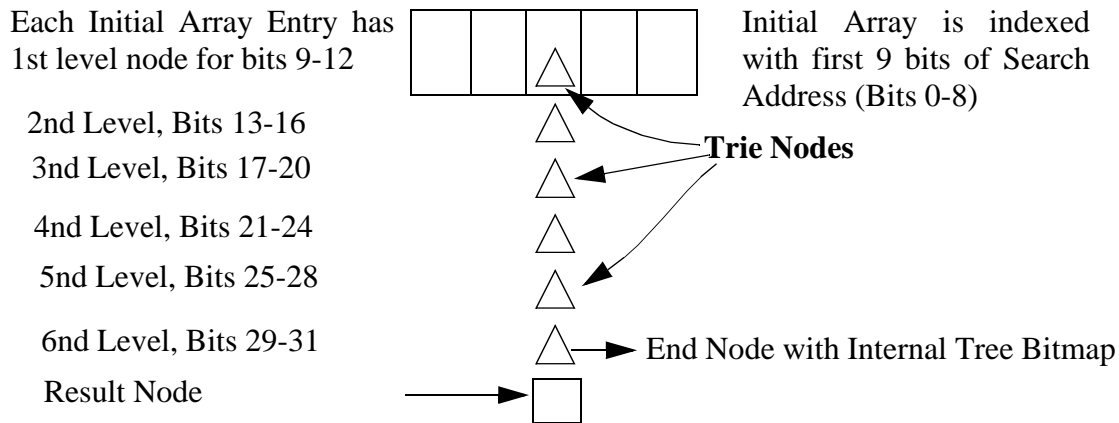 Each Initial Array Entry has
1st level node for bits 9-12
Initial Array is indexed
with first 9 bits of Search
Address (Bits 0-8)
2nd Level, Bits 13-16
Trie Nodes
3nd Level, Bits 17-20
4nd Level, Bits 21-24
5nd Level, Bits 25-28
6nd Level, Bits 29-31
End Node with Internal Tree Bitmap
Result Node